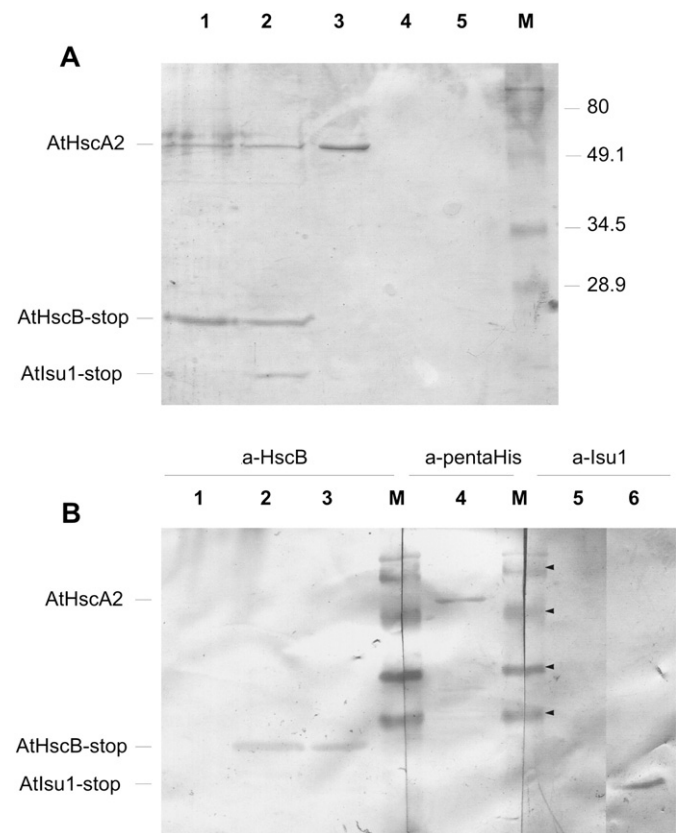 1 2 3 4 5 M
A
80
AtHscA2
49.1
34.5
28.9
AtHscB-stop
AtIsu1-stop
a-HscB a-pentaHis a-Isu1
B
1 2 3 M 4 M 5 6
AtHscA2
AtHscB-stop
AtIsu1-stop